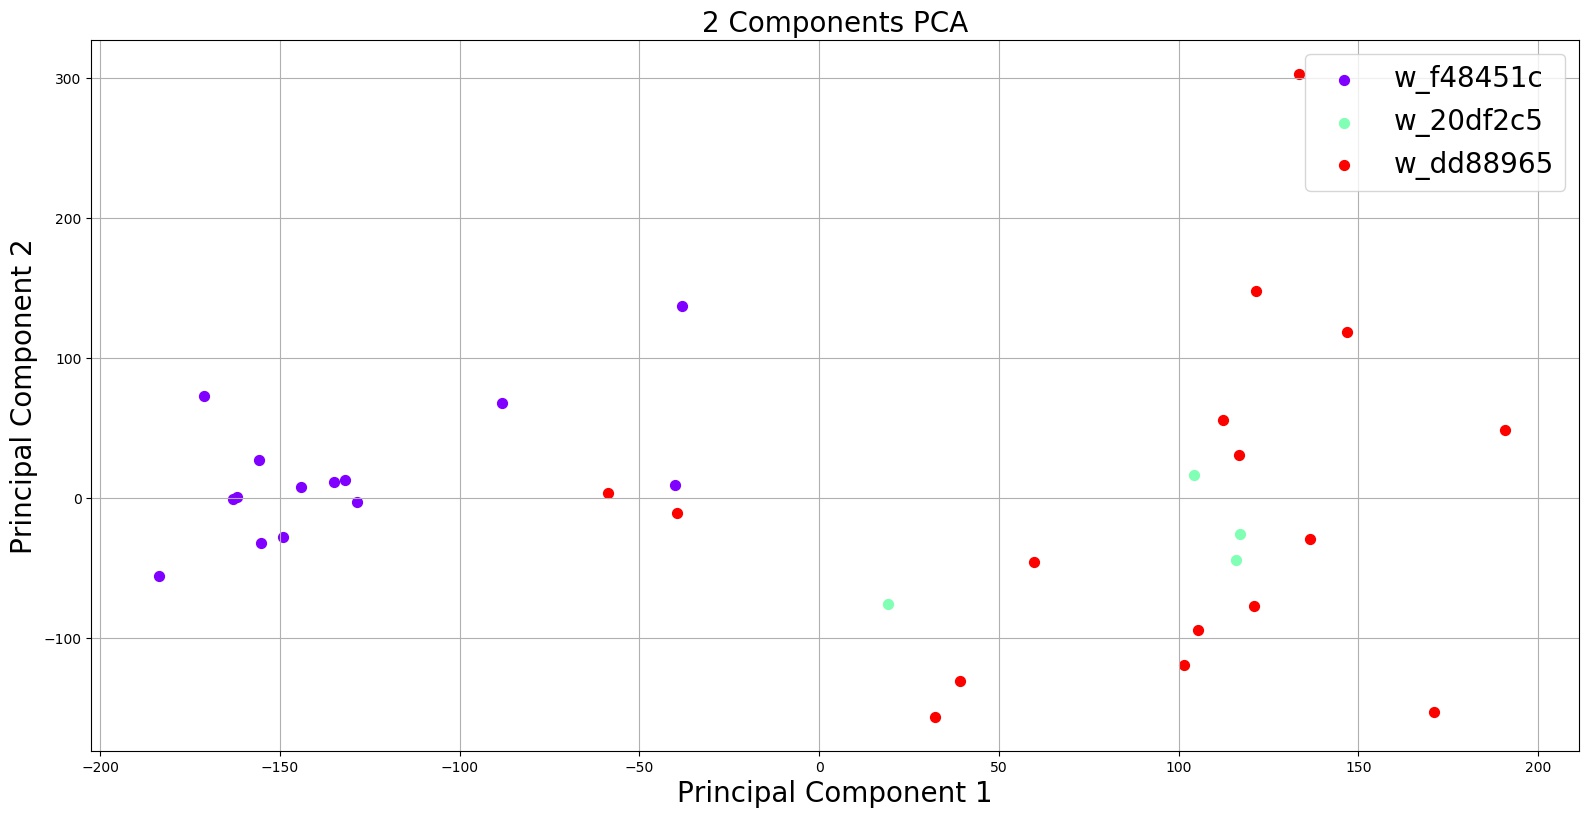 2 Components PCA
w_f48451c
w_20df2c5
w_dd88965
Principal Component 2
300
200
100
0
−100
−200
−150
−100
−50
0
50
100
150
200
Principal Component 1